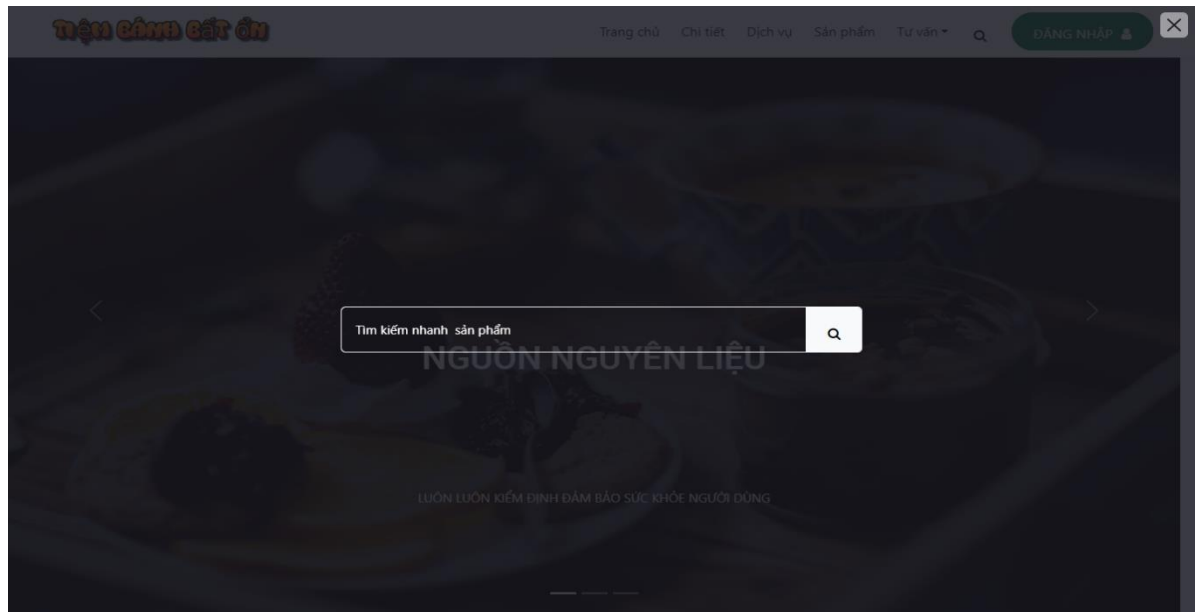 TIỆM BÁNH BẤT ỔN
Trang chủ Chi tiết Dịch vụ Sản phẩm Tư vấn ĐĂNG NHẬP
Tìm kiếm nhanh sản phẩm
NGUỒN NGUYÊN LIỆU
LUÔN LUÔN KIỂM ĐỊNH ĐẢM BẢO SỨC KHỎE NGƯỜI DÙNG